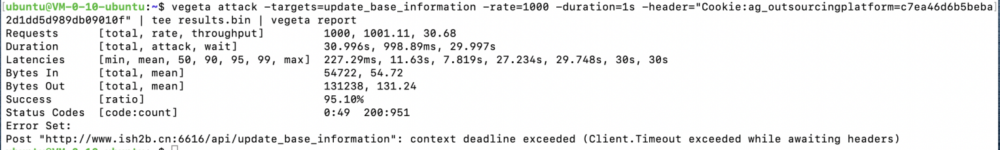 [ubuntu@VM-0-10-ubuntu:~$ vegeta attack -targets=update_base_information -rate=1000 -duration=1s -header="Cookie:ag_outsourcingplatform=c7ea46d6b5beba]
2d1dd5d989db09010f" | tee results.bin | vegeta report
Requests      [total, rate, throughput]         1000, 1001.11, 30.68
Duration      [total, attack, wait]             30.996s, 998.89ms, 29.997s
Latencies     [min, mean, 50, 90, 95, 99, max]  227.29ms, 11.63s, 7.819s, 27.234s, 29.748s, 30s, 30s
Bytes In      [total, mean]                     54722, 54.72
Bytes Out     [total, mean]                     131238, 131.24
Success       [ratio]                           95.10%
Status Codes  [code:count]                      0:49  200:951
Error Set:
Post "http://www.ish2b.cn:6616/api/update_base_information": context deadline exceeded (Client.Timeout exceeded while awaiting headers)
ubuntu@VM-0-10-ubuntu:~$